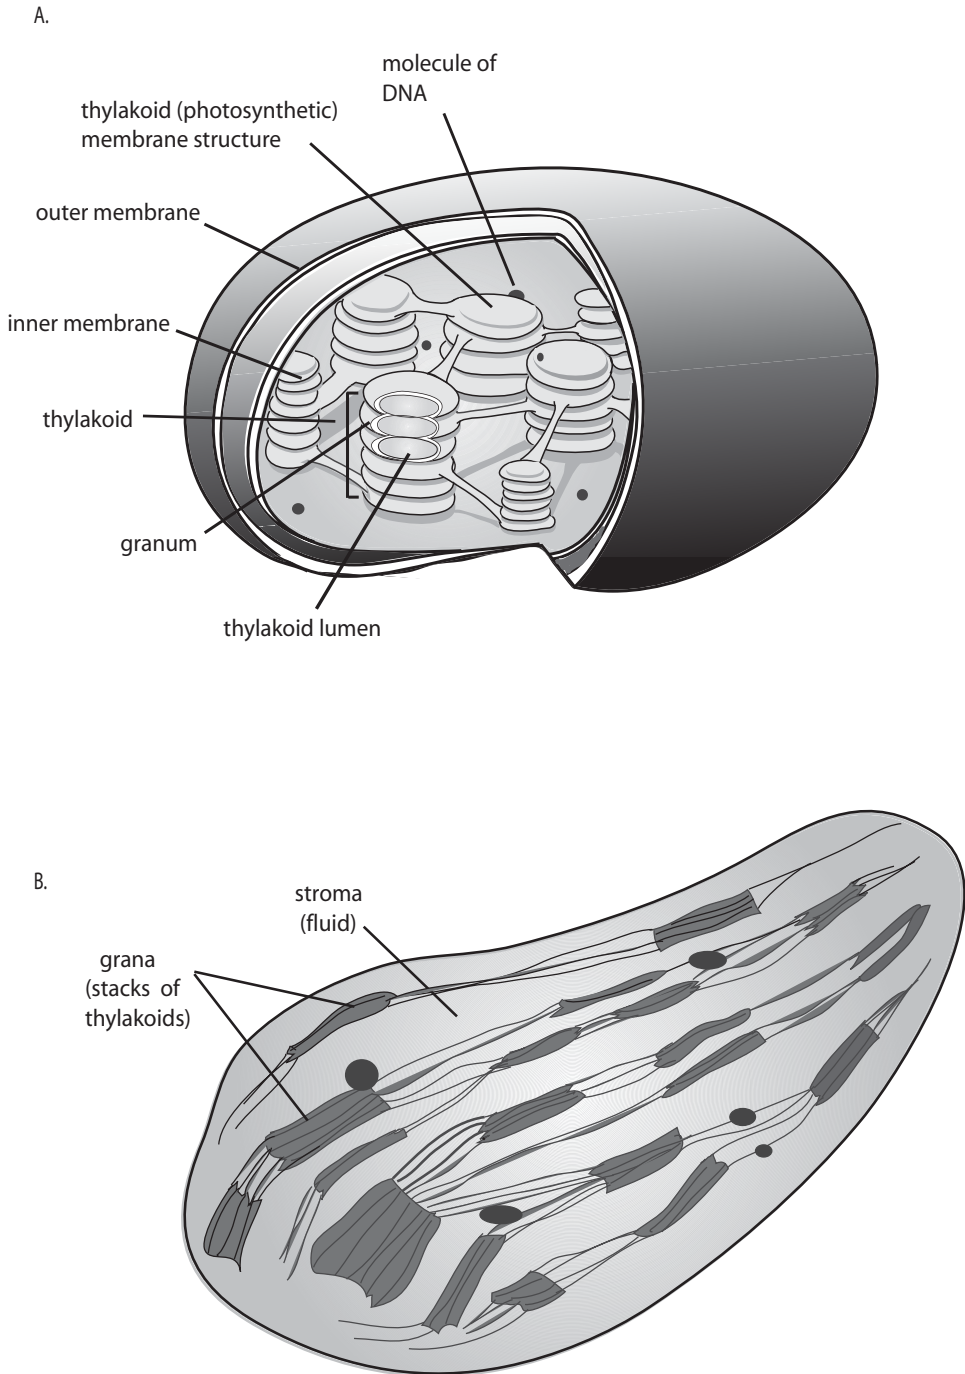 A.
molecule of
DNA
thylakoid (photosynthetic)
membrane structure
outer membrane
inner membrane
thylakoid
granum
thylakoid lumen
B.
stroma
(fluid)
grana
(stacks of
thylakoids)